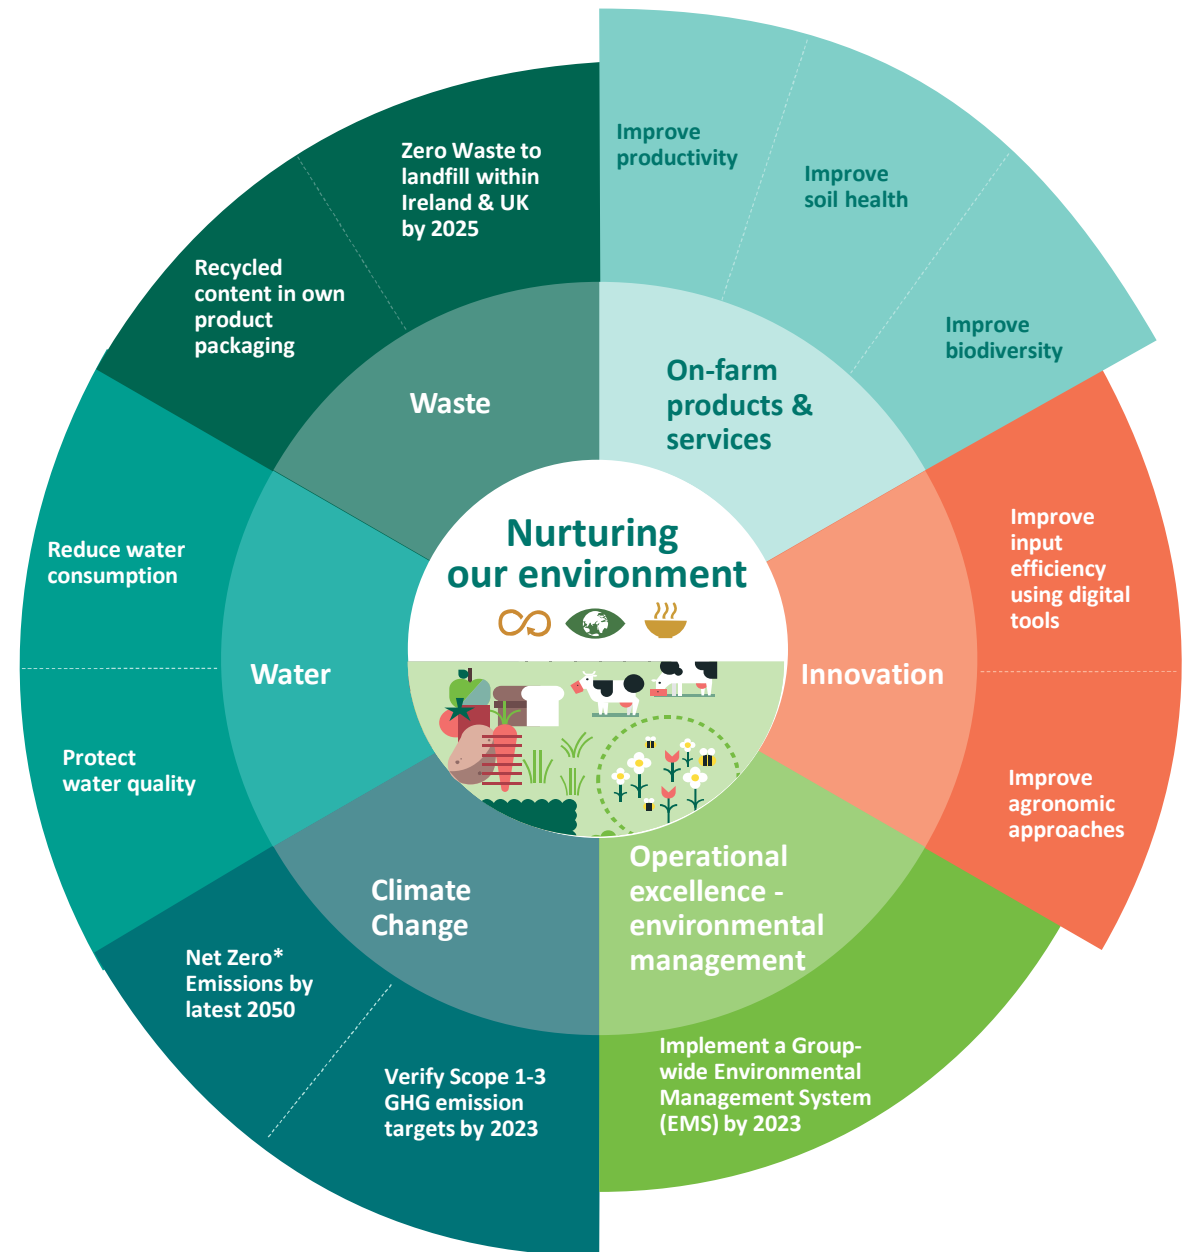 Zero Waste to
landfill within
Ireland & UK
by 2025
Recycled
content in own
product
packaging
Waste
Improve
productivity
Improve
soil health
Improve
biodiversity
On-farm
products &
services
Nurturing
our environment
Reduce water
consumption
Water
Protect
water quality
Innovation
Improve
input
efficiency
using digital
tools
Improve
agronomic
approaches
Climate
Change
Net Zero*
Emissions by
latest 2050
Verify Scope 1-3
GHG emission
targets by 2023
Operational
excellence -
environmental
management
Implement a Group-
wide Environmental
Management System
(EMS) by 2023